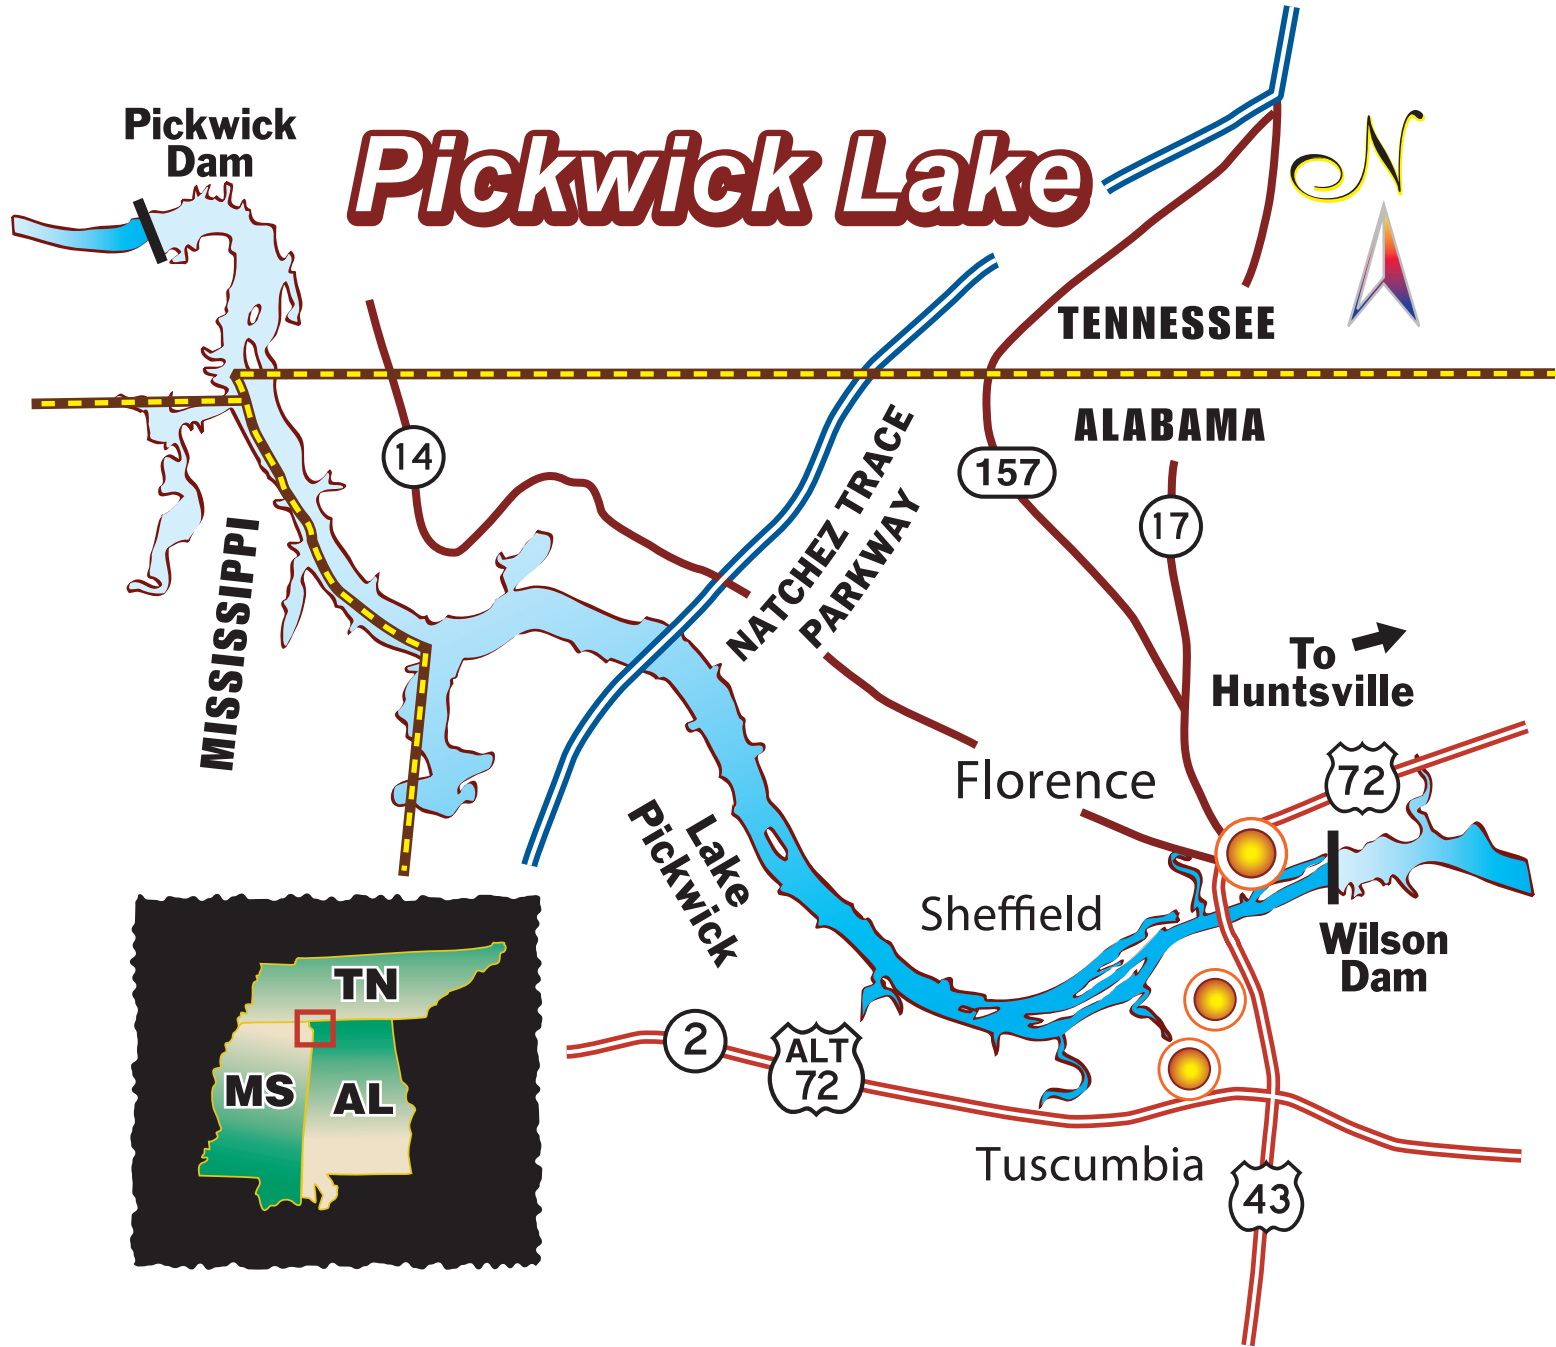 Pickwick
Dam
Pickwick Lake
N
TENNESSEE
ALABAMA
14
157
17
NATCHEZ TRACE
PARKWAY
MISSISSIPPI
To
Huntsville
72
Florence
Lake
Pickwick
Sheffield
Wilson
Dam
TN
MS
AL
2
ALT
72
Tuscumbia
43